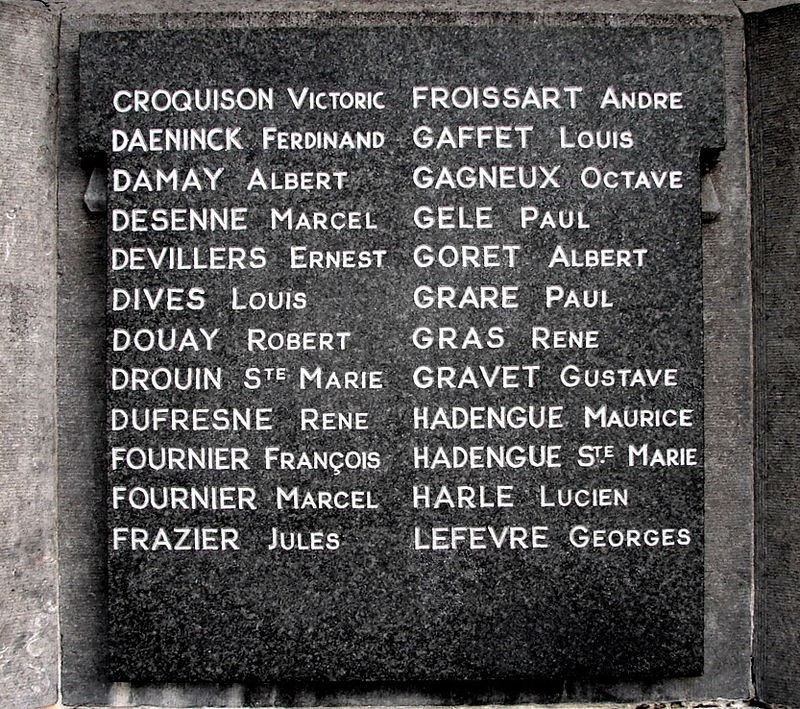 CROQUISON VICTORIC
DAENINCK FERDINAND
DAMAY ALBERT
DESENNE MARCEL
DEVILLERS ERNEST
DIVES LOUIS
DOUAY ROBERT
DROUIN STE MARIE
DUFRESNE RENE
FOURNIER FRANÇOIS
FOURNIER MARCEL
FRAZIER JULES
FROISSART ANDRE
GAFFET LOUIS
GAGNEUX OCTAVE
GELE PAUL
GORET ALBERT
GRARE PAUL
GRAS RENE
GRAVET GUSTAVE
HADENGUE MAURICE
HADENGUE STE MARIE
HARLE LUCIEN
LEFEVRE GEORGES